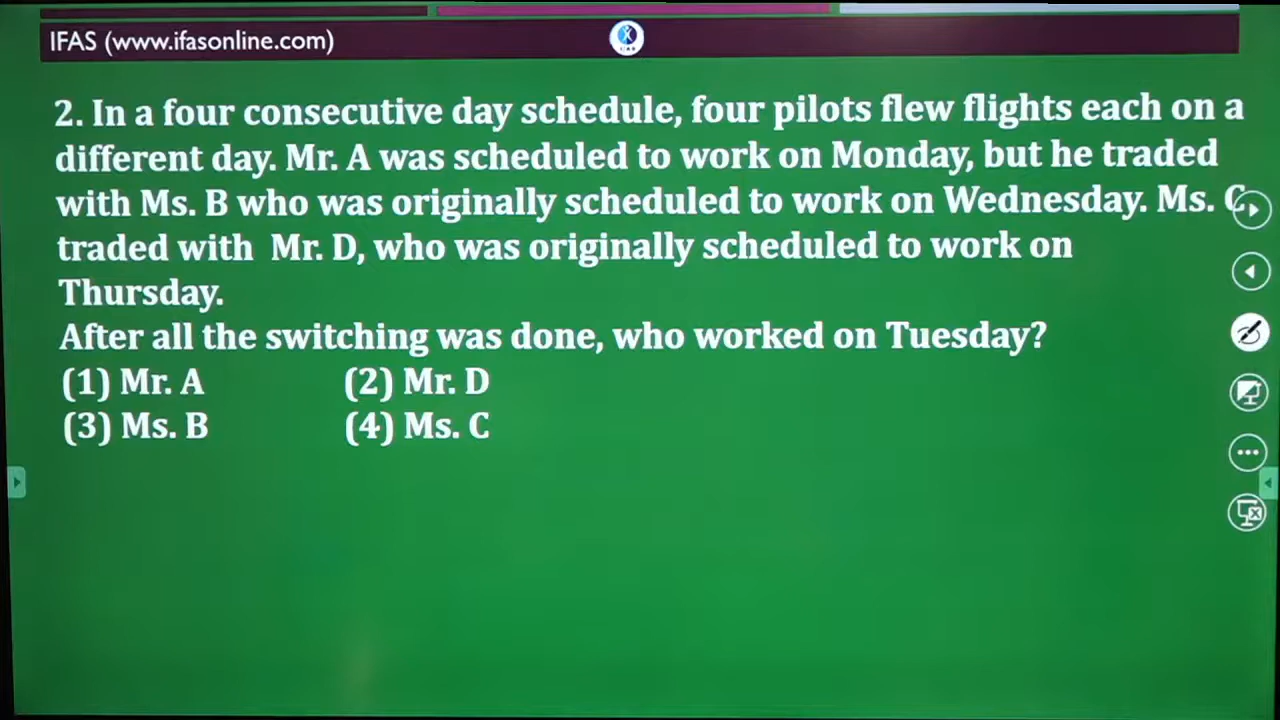 IFAS (www.ifasonline.com)
2. In a four consecutive day schedule, four pilots flew flights each on a
different day. Mr. A was scheduled to work on Monday, but he traded
with Ms. B who was originally scheduled to work on Wednesday. Ms. C
traded with Mr. D, who was originally scheduled to work on
Thursday.
After all the switching was done, who worked on Tuesday?
(1) Mr. A (2) Mr. D
(3) Ms. B (4) Ms. C